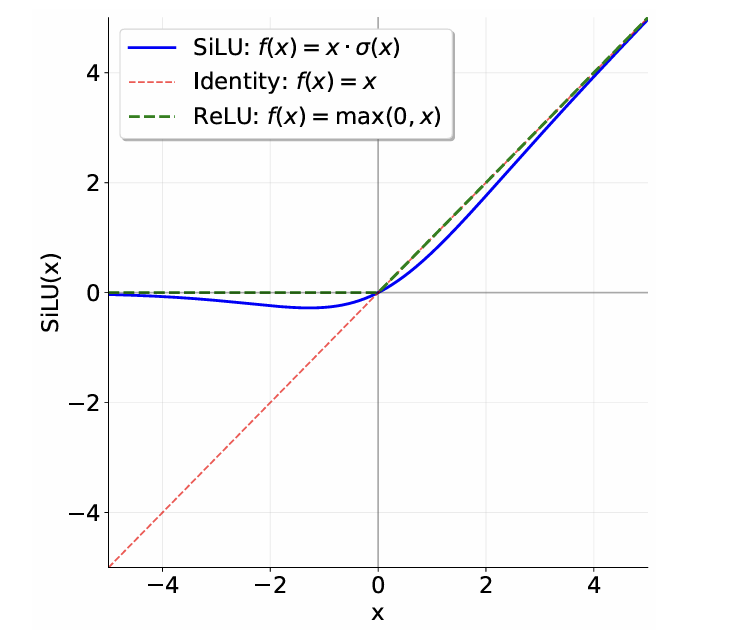 SiLU: f(x) = x · σ(x)
Identity: f(x) = x
ReLU: f(x) = max(0, x)
4
2
0
−2
−4
SiLU(x)
−4 −2 0 2 4
x